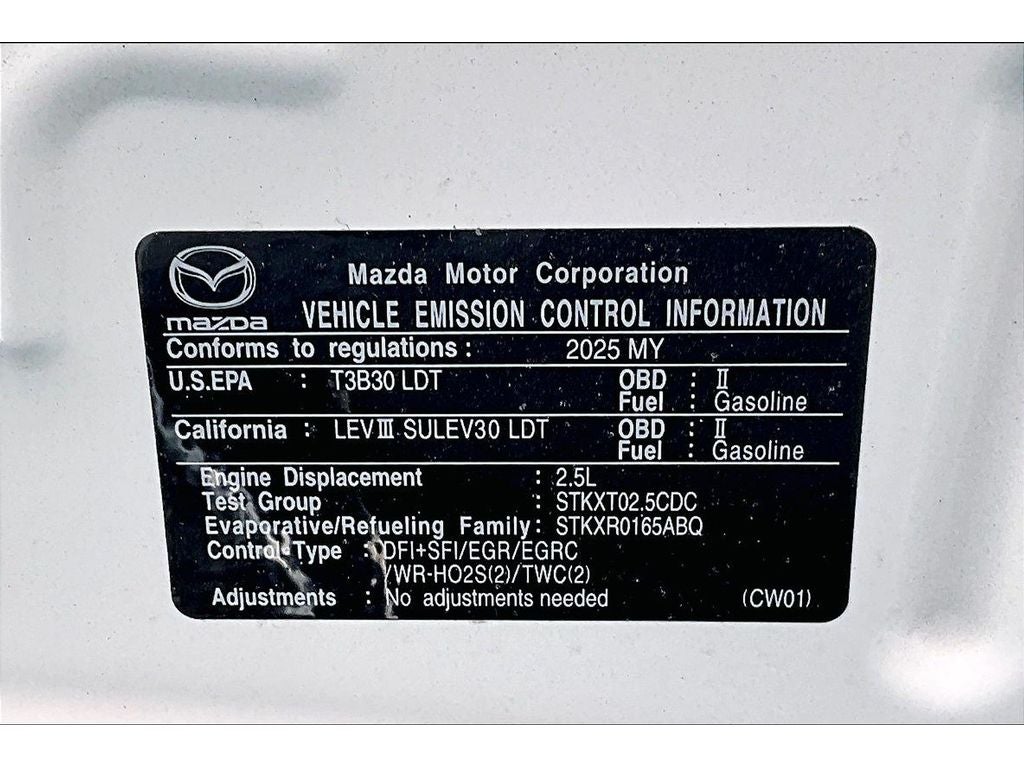 Mazda Motor Corporation
mazda
VEHICLE EMISSION CONTROL INFORMATION
Conforms to regulations : 2025 MY
U.S.EPA : T3B30 LDT OBD : II
Fuel : Gasoline
California : LEV III SULEV30 LDT OBD : II
Fuel : Gasoline
Engine Displacement : 2.5L
Test Group : STKXT02.5CDC
Evaporative/Refueling Family: STKXR0165ABQ
Control Type : DFI+SFI/EGR/EGRC
/WR-HO2S(2)/TWC(2)
Adjustments : No adjustments needed (CW01)